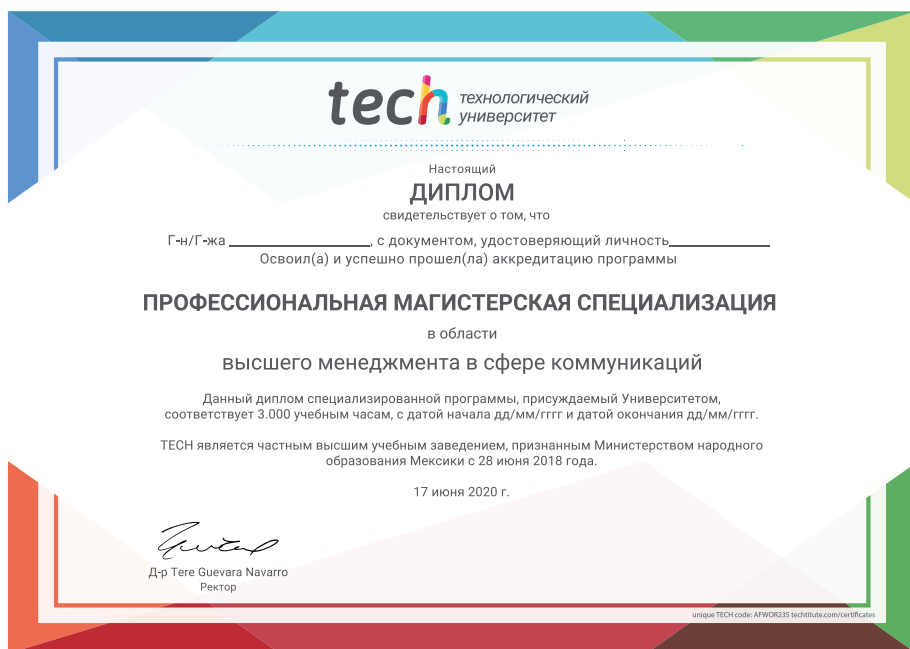 tech технологический
университет
Настоящий
ДИПЛОМ
свидетельствует о том, что
Г-н/Г-жа ____________________, с документом, удостоверяющий личность______________
Освоил(а) и успешно прошел(ла) аккредитацию программы
ПРОФЕССИОНАЛЬНАЯ МАГИСТЕРСКАЯ СПЕЦИАЛИЗАЦИЯ
в области
высшего менеджмента в сфере коммуникаций
Данный диплом специализированной программы, присуждаемый Университетом,
соответствует 3.000 учебным часам, с датой начала дд/мм/гггг и датой окончания дд/мм/гггг.
TECH является частным высшим учебным заведением, признанным Министерством народного
образования Мексики с 28 июня 2018 года.
17 июня 2020 г.
Д-р Tere Guevara Navarro
Ректор
unique TECH code: AFWOR23S techtitute.com/certificates